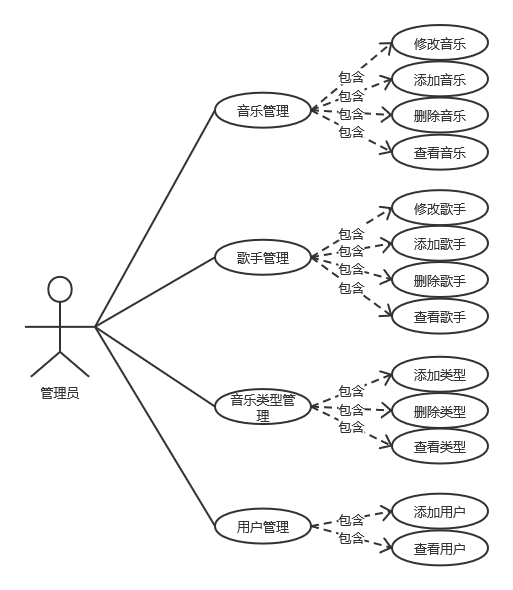 修改音乐
包含
添加音乐
包含
音乐管理
包含
删除音乐
包含
查看音乐
修改歌手
包含
添加歌手
包含
歌手管理
包含
删除歌手
包含
查看歌手
管理员
添加类型
包含
音乐类型管
理
包含
删除类型
包含
查看类型
添加用户
包含
用户管理
包含
查看用户